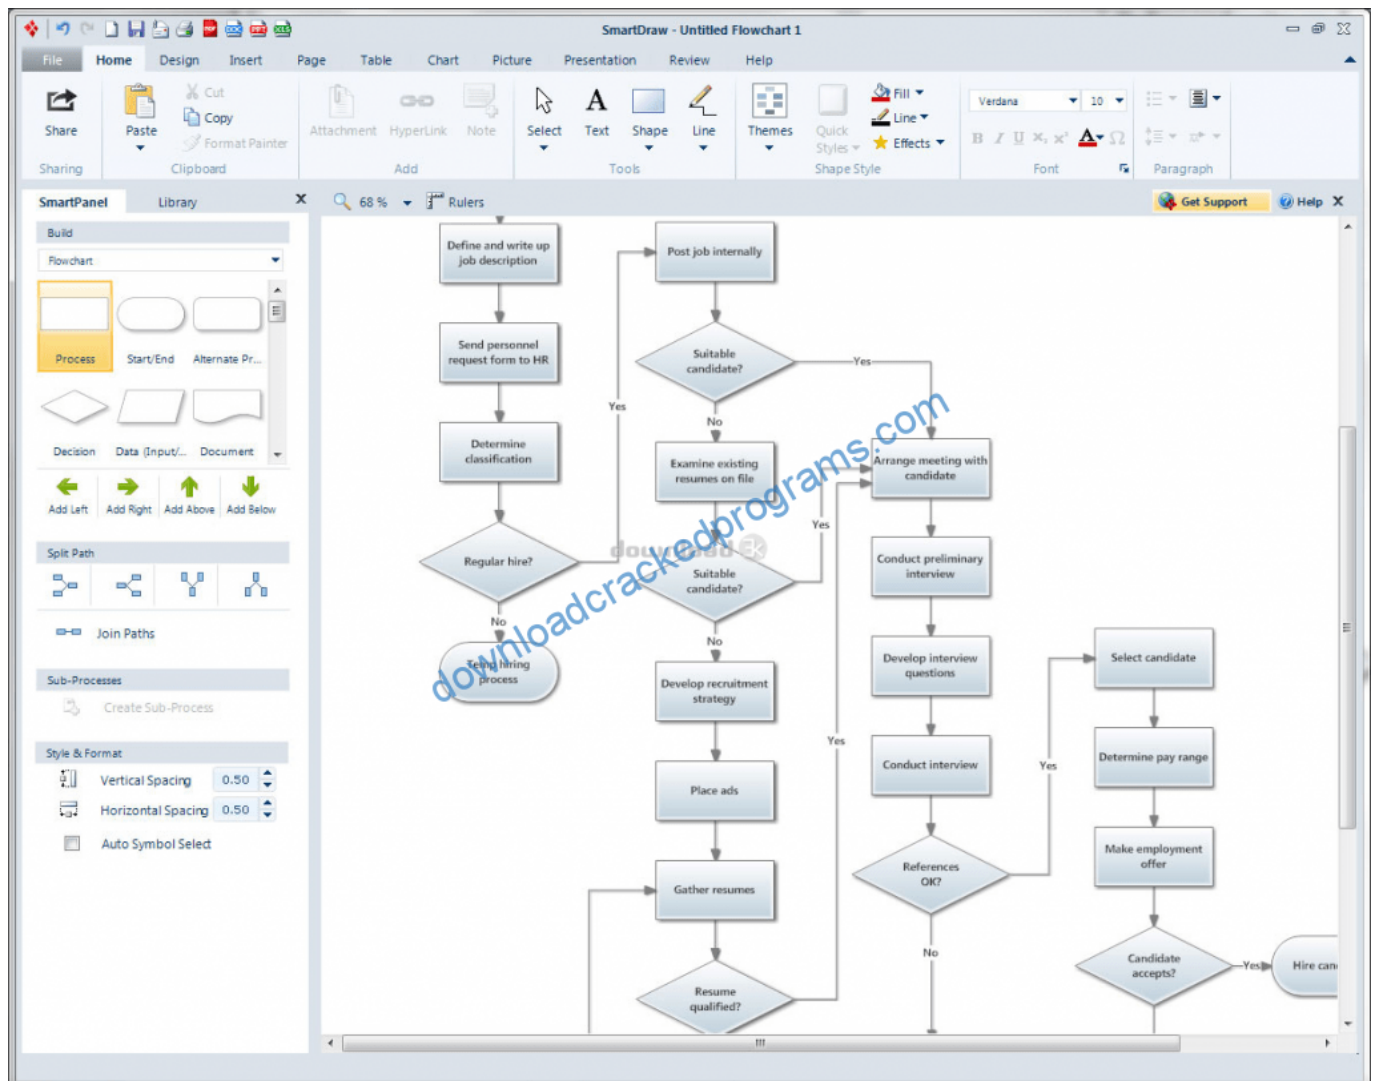 SmartDraw - Untitled Flowchart 1
File Home Design Insert Page Table Chart Picture Presentation Review Help
Share
Sharing
Paste
Cut
Copy
Format Painter
Clipboard
Attachment HyperLink Note
Add
Select Text Shape Line
Tools
Themes
Quick
Styles
Fill
Line
Effects
Shape Style
Verdana 10
B I U
Font
Paragraph
SmartPanel Library X
68 % Rulers
Get Support Help X
Build
Flowchart
Process Start/End Alternate Pr...
Decision Data (Input/... Document
Add Left Add Right Add Above Add Below
Split Path
Join Paths
Sub-Processes
Create Sub-Process
Style & Format
Vertical Spacing 0.50
Horizontal Spacing 0.50
Auto Symbol Select
Define and write up
job description
Send personnel
request form to HR
Determine
classification
Regular hire?
Yes
No
Temp hiring
process
Post job internally
Suitable
candidate?
Yes
No
Examine existing
resumes on file
Suitable
candidate?
Yes
No
Develop recruitment
strategy
Place ads
Gather resumes
Resume
qualified?
Yes
Arrange meeting with
candidate
Conduct preliminary
interview
Develop interview
questions
Conduct interview
References
OK?
Yes
No
Select candidate
Determine pay range
Make employment
offer
Candidate
accepts?
Yes
Hire can
download 3k
downloadcrackedprograms.com